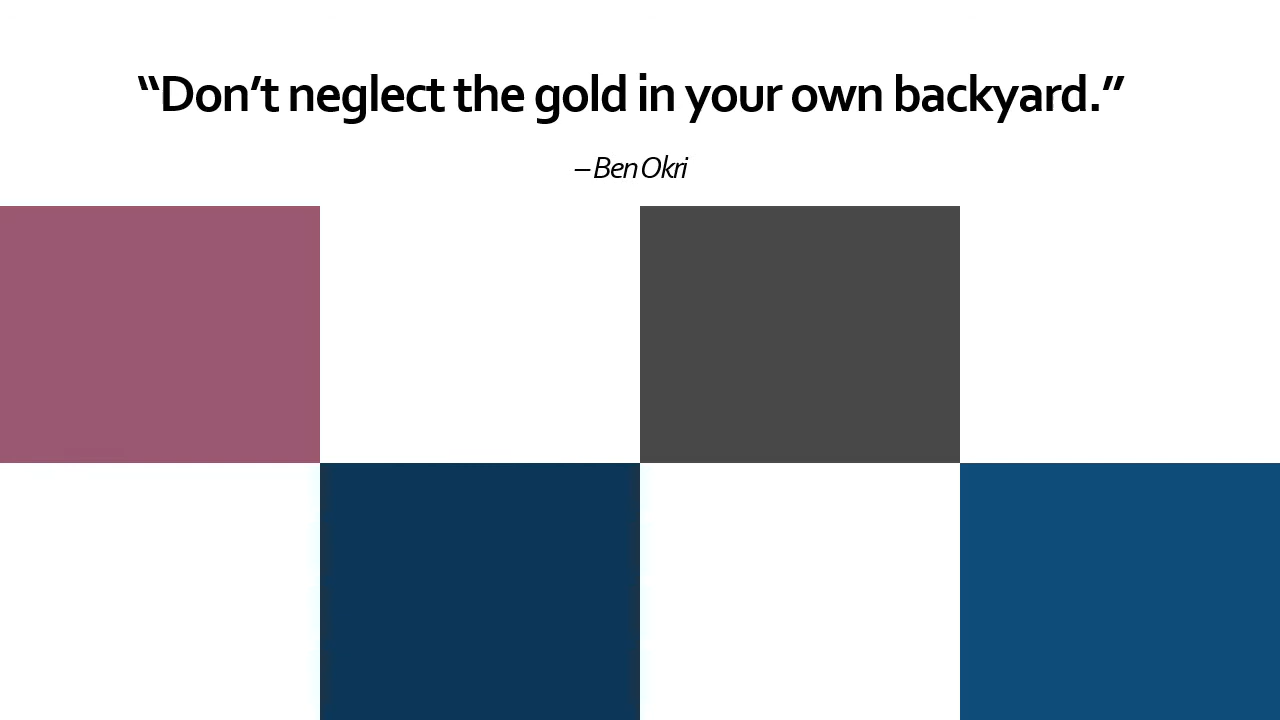 “Don’t neglect the gold in your own backyard.”
– Ben Okri